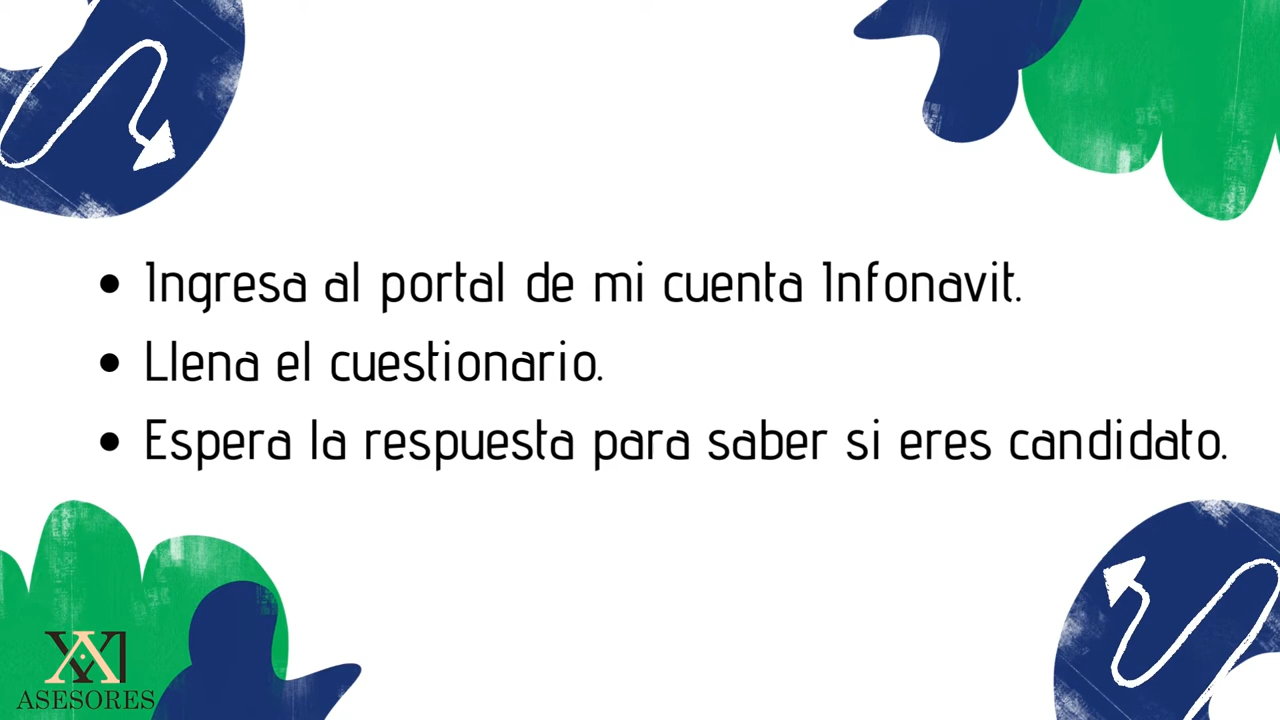 • Ingresa al portal de mi cuenta Infonavit.
• Llena el cuestionario.
• Espera la respuesta para saber si eres candidato.
ASESORES